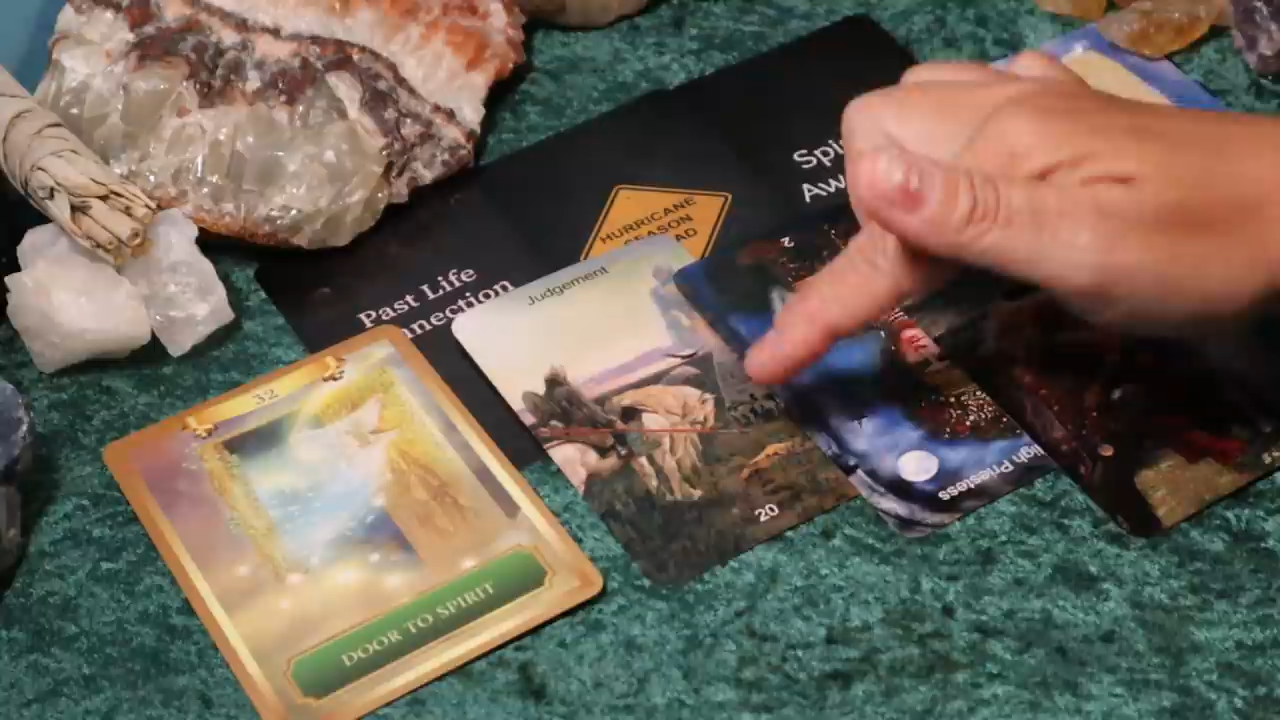 Past Life
nnection
HURRICANE
SEASON
AD
Spi
Aw
Judgement
20
2
High Priestess
32
DOOR TO SPIRIT